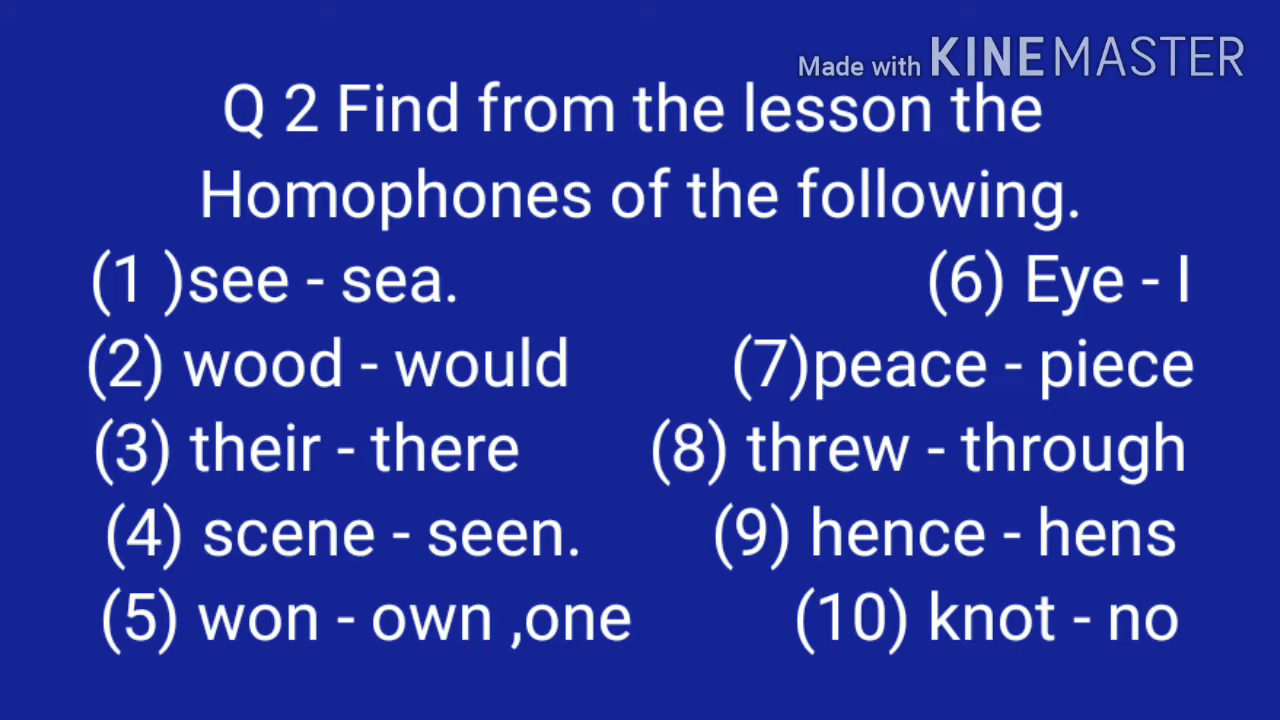 Made with KINEMASTER
Q 2 Find from the lesson the
Homophones of the following.
(1 )see - sea. (6) Eye - I
(2) wood - would (7)peace - piece
(3) their - there (8) threw - through
(4) scene - seen. (9) hence - hens
(5) won - own ,one (10) knot - no